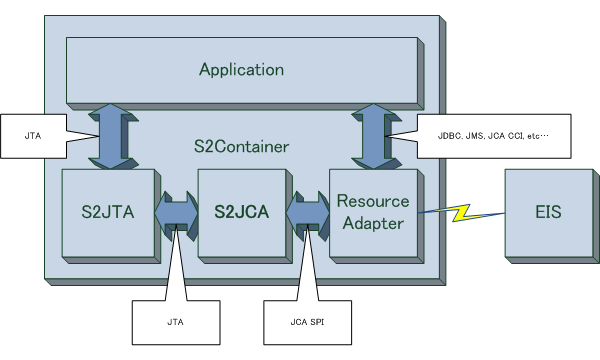 Application
JTA
JDBC, JMS, JCA CCI, etc…
S2Container
S2JTA
S2JCA
Resource
Adapter
EIS
JTA
JCA SPI